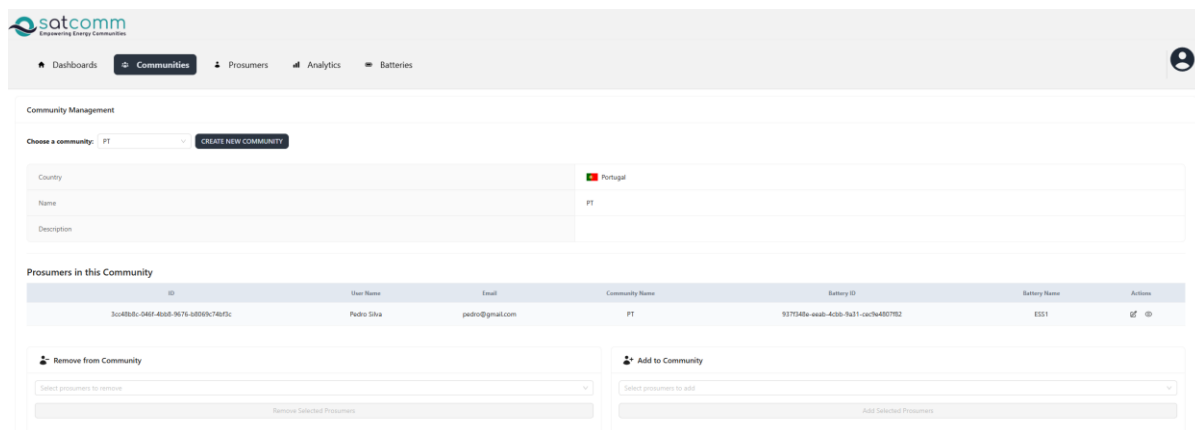 satcomm
Empowering Energy Communities
Dashboards Communities Prosumers Analytics Batteries
Community Management
Choose a community: PT CREATE NEW COMMUNITY
Country Portugal
Name PT
Description
Prosumers in this Community
ID User Name Email Community Name Battery ID Battery Name Actions
3cc48b8c-046f-4bb8-9676-b8069c74bf3c Pedro Silva pedro@gmail.com PT 937f348e-eeab-4cbb-9a31-cec9e4807f82 ESS1
Remove from Community Add to Community
Select prosumers to remove Select prosumers to add
Remove Selected Prosumers Add Selected Prosumers